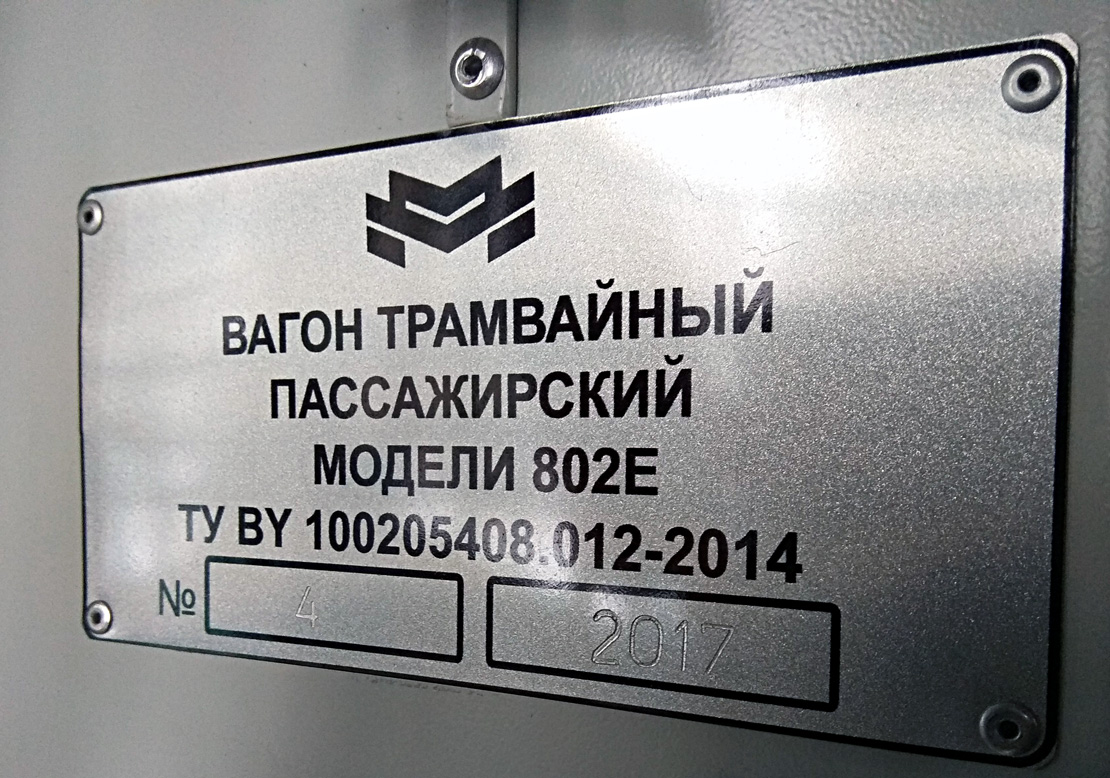 ВАГОН ТРАМВАЙНЫЙ
ПАССАЖИРСКИЙ
МОДЕЛИ 802Е
ТУ BY 100205408.012-2014
№ 4 2017